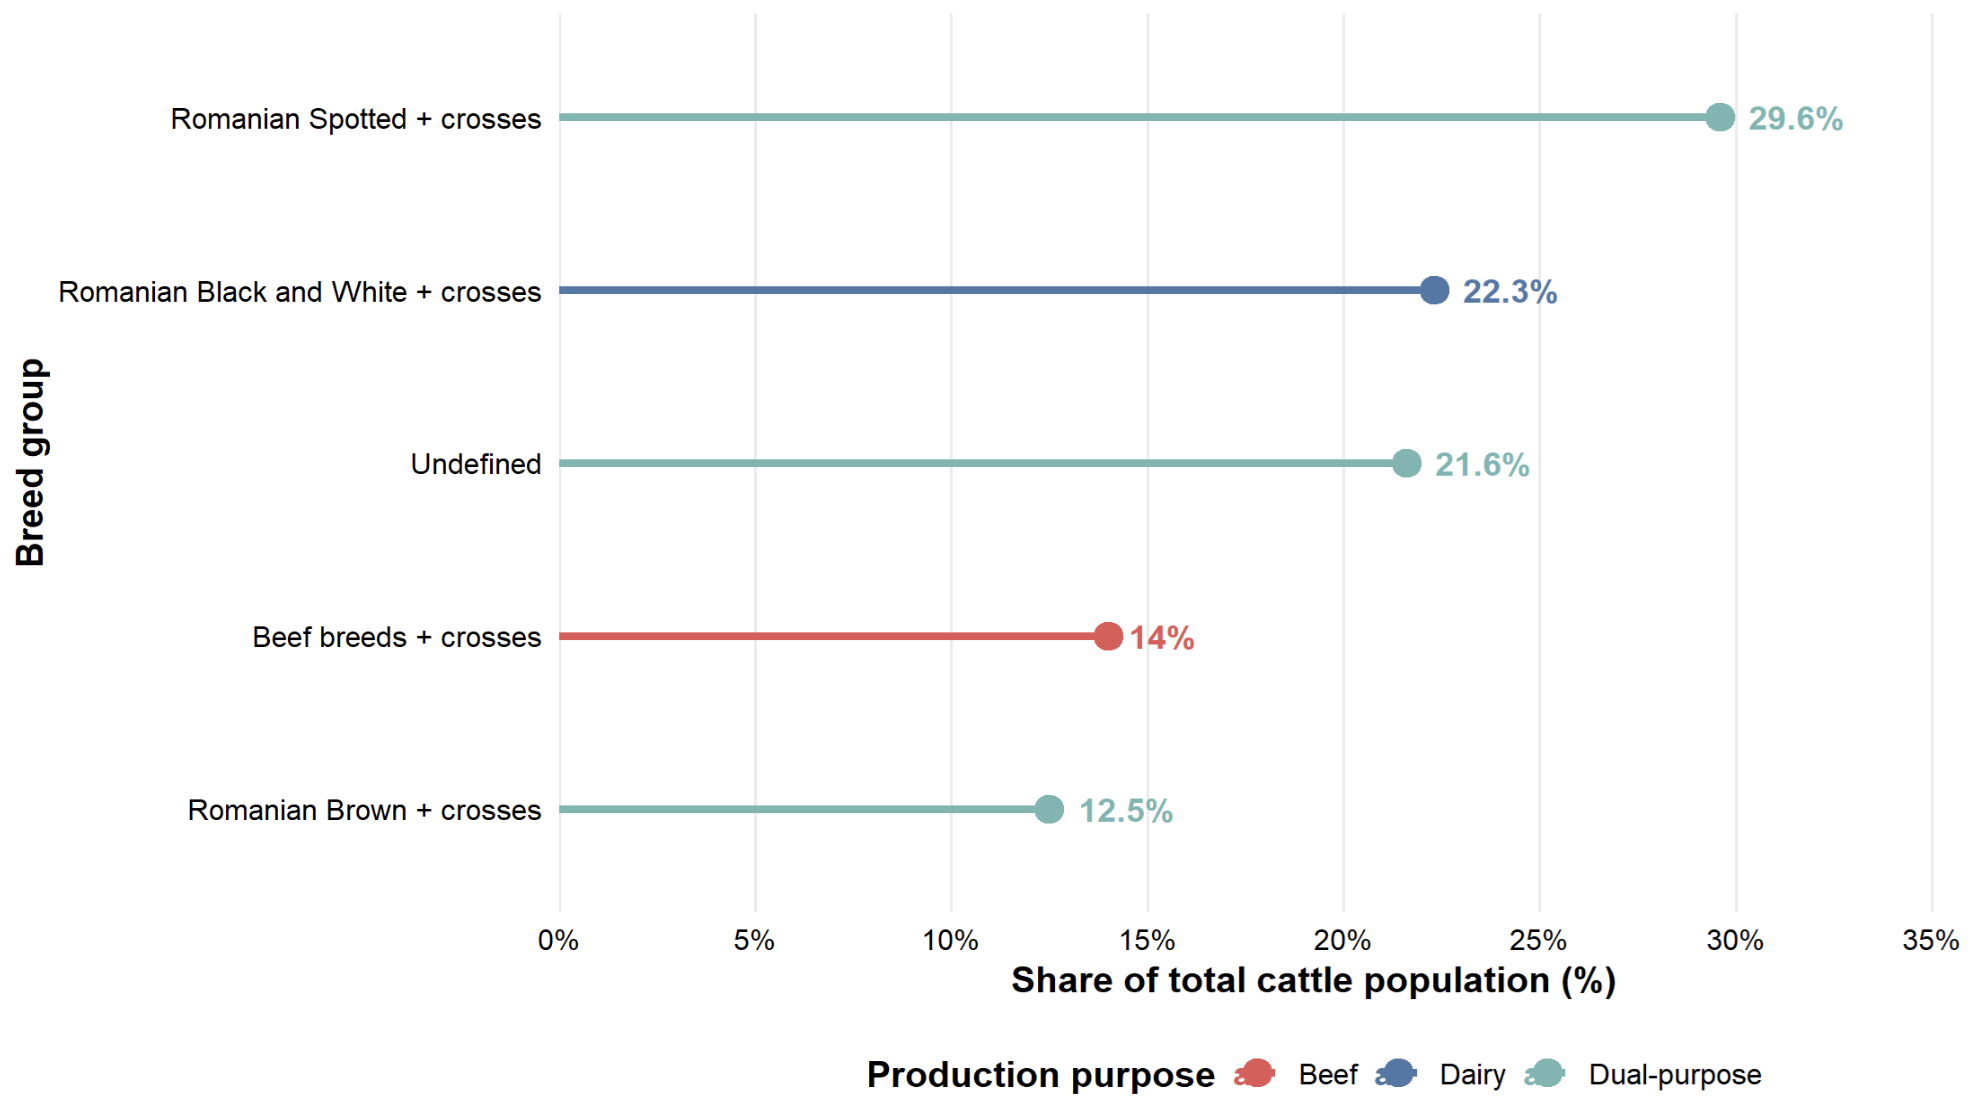 Romanian Spotted + crosses
29.6%
Romanian Black and White + crosses
22.3%
Breed group
Undefined
21.6%
Beef breeds + crosses
14%
Romanian Brown + crosses
12.5%
0% 5% 10% 15% 20% 25% 30% 35%
Share of total cattle population (%)
Production purpose a Beef a Dairy a Dual-purpose